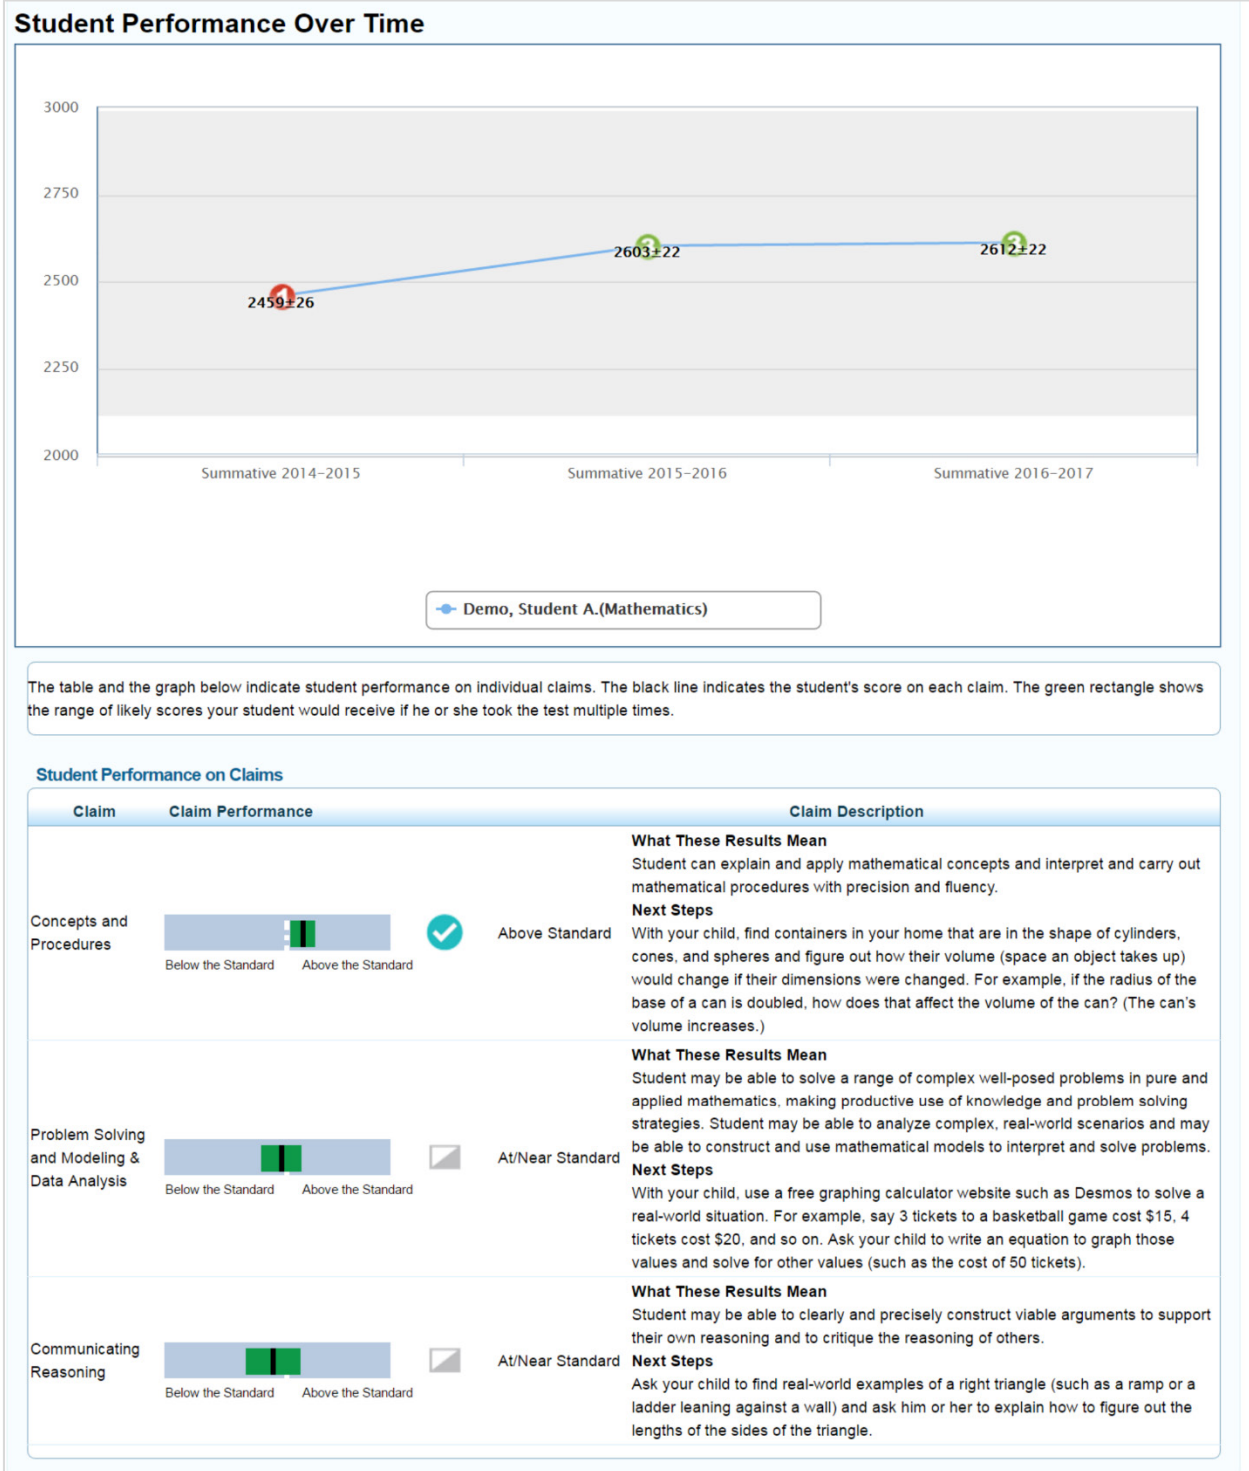 Student Performance Over Time
3000
2750
2500
2250
2000
1
2459±26
3
2603±22
3
2612±22
Summative 2014-2015
Summative 2015-2016
Summative 2016-2017
Demo, Student A.(Mathematics)
The table and the graph below indicate student performance on individual claims. The black line indicates the student's score on each claim. The green rectangle shows
the range of likely scores your student would receive if he or she took the test multiple times.
Student Performance on Claims
Claim Claim Performance Claim Description
Concepts and
Procedures
Below the Standard Above the Standard
Above Standard
What These Results Mean
Student can explain and apply mathematical concepts and interpret and carry out
mathematical procedures with precision and fluency.
Next Steps
With your child, find containers in your home that are in the shape of cylinders,
cones, and spheres and figure out how their volume (space an object takes up)
would change if their dimensions were changed. For example, if the radius of the
base of a can is doubled, how does that affect the volume of the can? (The can's
volume increases.)
Problem Solving
and Modeling &
Data Analysis
Below the Standard Above the Standard
At/Near Standard
What These Results Mean
Student may be able to solve a range of complex well-posed problems in pure and
applied mathematics, making productive use of knowledge and problem solving
strategies. Student may be able to analyze complex, real-world scenarios and may
be able to construct and use mathematical models to interpret and solve problems.
Next Steps
With your child, use a free graphing calculator website such as Desmos to solve a
real-world situation. For example, say 3 tickets to a basketball game cost $15, 4
tickets cost $20, and so on. Ask your child to write an equation to graph those
values and solve for other values (such as the cost of 50 tickets).
Communicating
Reasoning
Below the Standard Above the Standard
At/Near Standard
What These Results Mean
Student may be able to clearly and precisely construct viable arguments to support
their own reasoning and to critique the reasoning of others.
Next Steps
Ask your child to find real-world examples of a right triangle (such as a ramp or a
ladder leaning against a wall) and ask him or her to explain how to figure out the
lengths of the sides of the triangle.